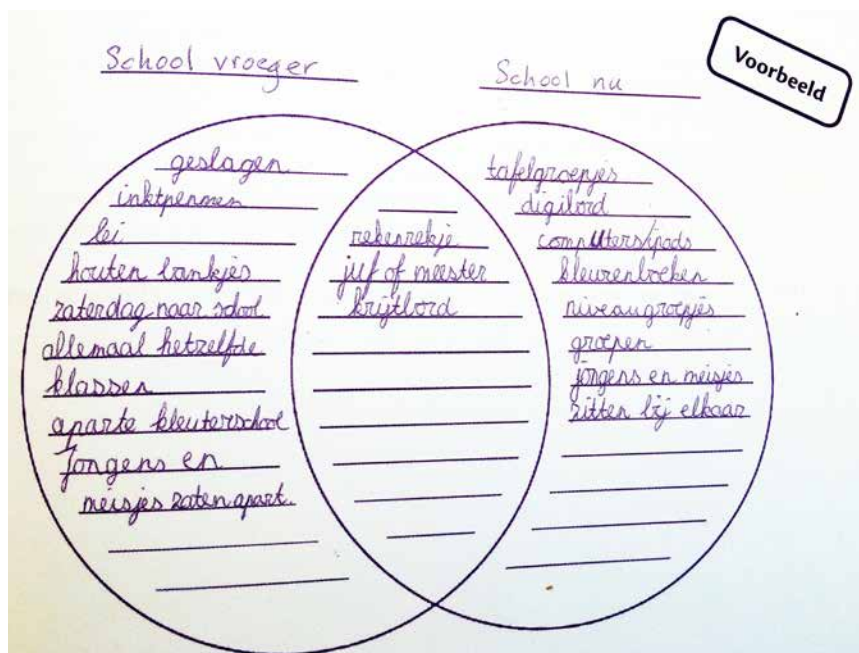 School vroeger
School nu
Voorbeeld
geslagen
inktpennen
lei
houten bankjes
zaterdag naar school
allemaal hetzelfde
klassen
aparte kleuterschool
Jongens en
meisjes zaten apart.
rekenrekje
juf of meester
krijtbord
tafelgroepjes
digibord
computers/ipads
kleurenboeken
niveaugroepjes
groepen
jongens en meisjes
zitten bij elkaar